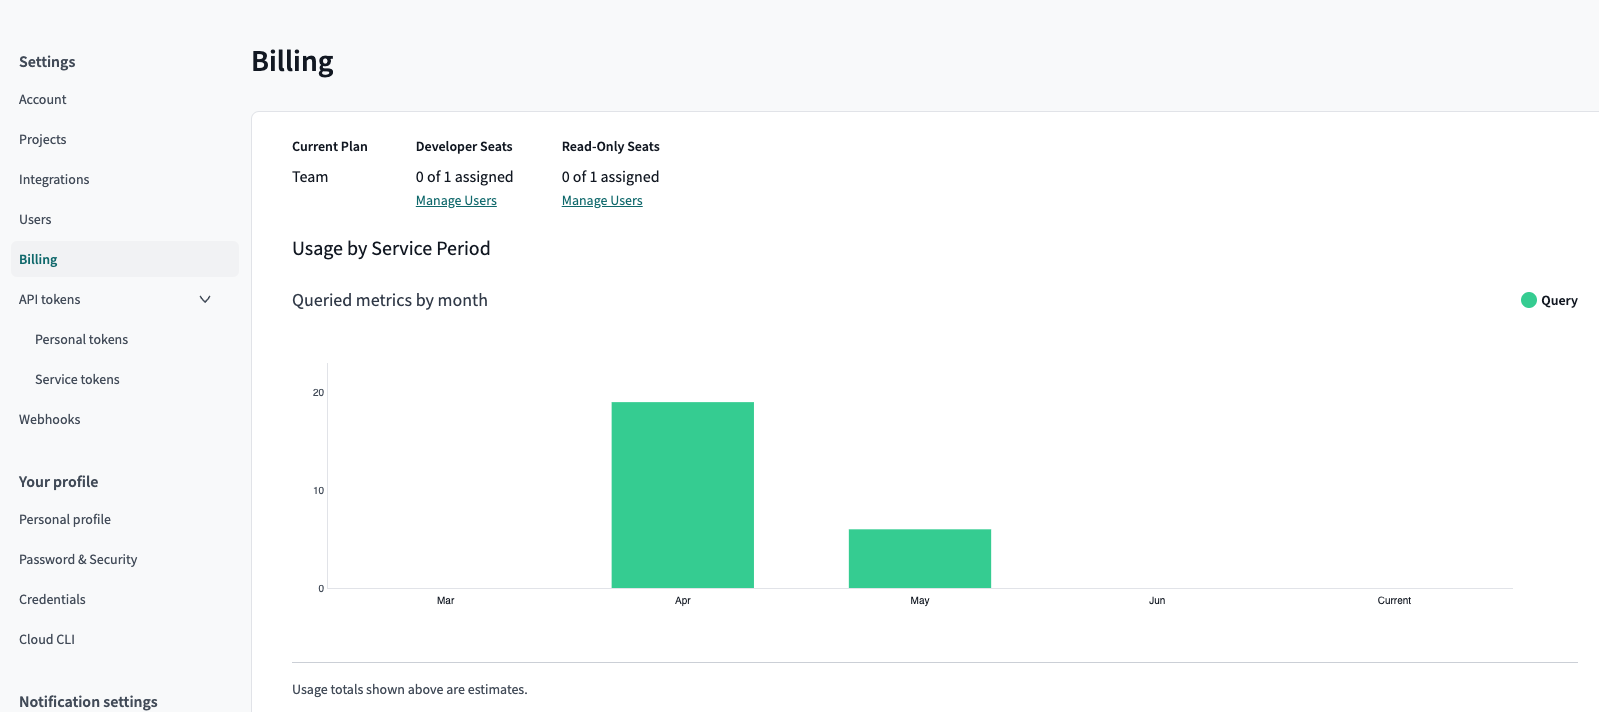 Settings
Account
Projects
Integrations
Users
Billing
API tokens
Personal tokens
Service tokens
Webhooks
Your profile
Personal profile
Password & Security
Credentials
Cloud CLI
Notification settings
Billing
Current Plan Developer Seats Read-Only Seats
Team 0 of 1 assigned 0 of 1 assigned
Manage Users Manage Users
Usage by Service Period
Queried metrics by month
Query
20
10
0
Mar Apr May Jun Current
Usage totals shown above are estimates.